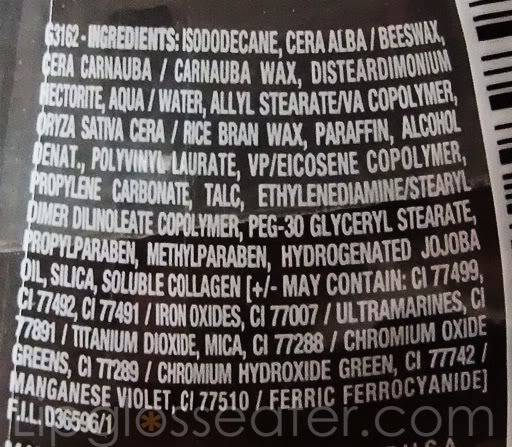 G3162 - INGREDIENTS: ISODODECANE, CERA ALBA / BEESWAX,
CERA CARNAUBA / CARNAUBA WAX, DISTEARDIMONIUM
HECTORITE, AQUA / WATER, ALLYL STEARATE/VA COPOLYMER,
ORYZA SATIVA CERA / RICE BRAN WAX, PARAFFIN, ALCOHOL
DENAT., POLYVINYL LAURATE, VP/EICOSENE COPOLYMER,
PROPYLENE CARBONATE, TALC, ETHYLENEDIAMINE/STEARYL
DIMER DILINOLEATE COPOLYMER, PEG-30 GLYCERYL STEARATE,
PROPYLPARABEN, METHYLPARABEN, HYDROGENATED JOJOBA
OIL, SILICA, SOLUBLE COLLAGEN [+/- MAY CONTAIN: CI 77499,
CI 77492, CI 77491 / IRON OXIDES, CI 77007 / ULTRAMARINES, CI
77891 / TITANIUM DIOXIDE, MICA, CI 77288 / CHROMIUM OXIDE
GREENS, CI 77289 / CHROMIUM HYDROXIDE GREEN, CI 77742 /
MANGANESE VIOLET, CI 77510 / FERRIC FERROCYANIDE]
F.I.L. D36596/1
Lipglosseater.com